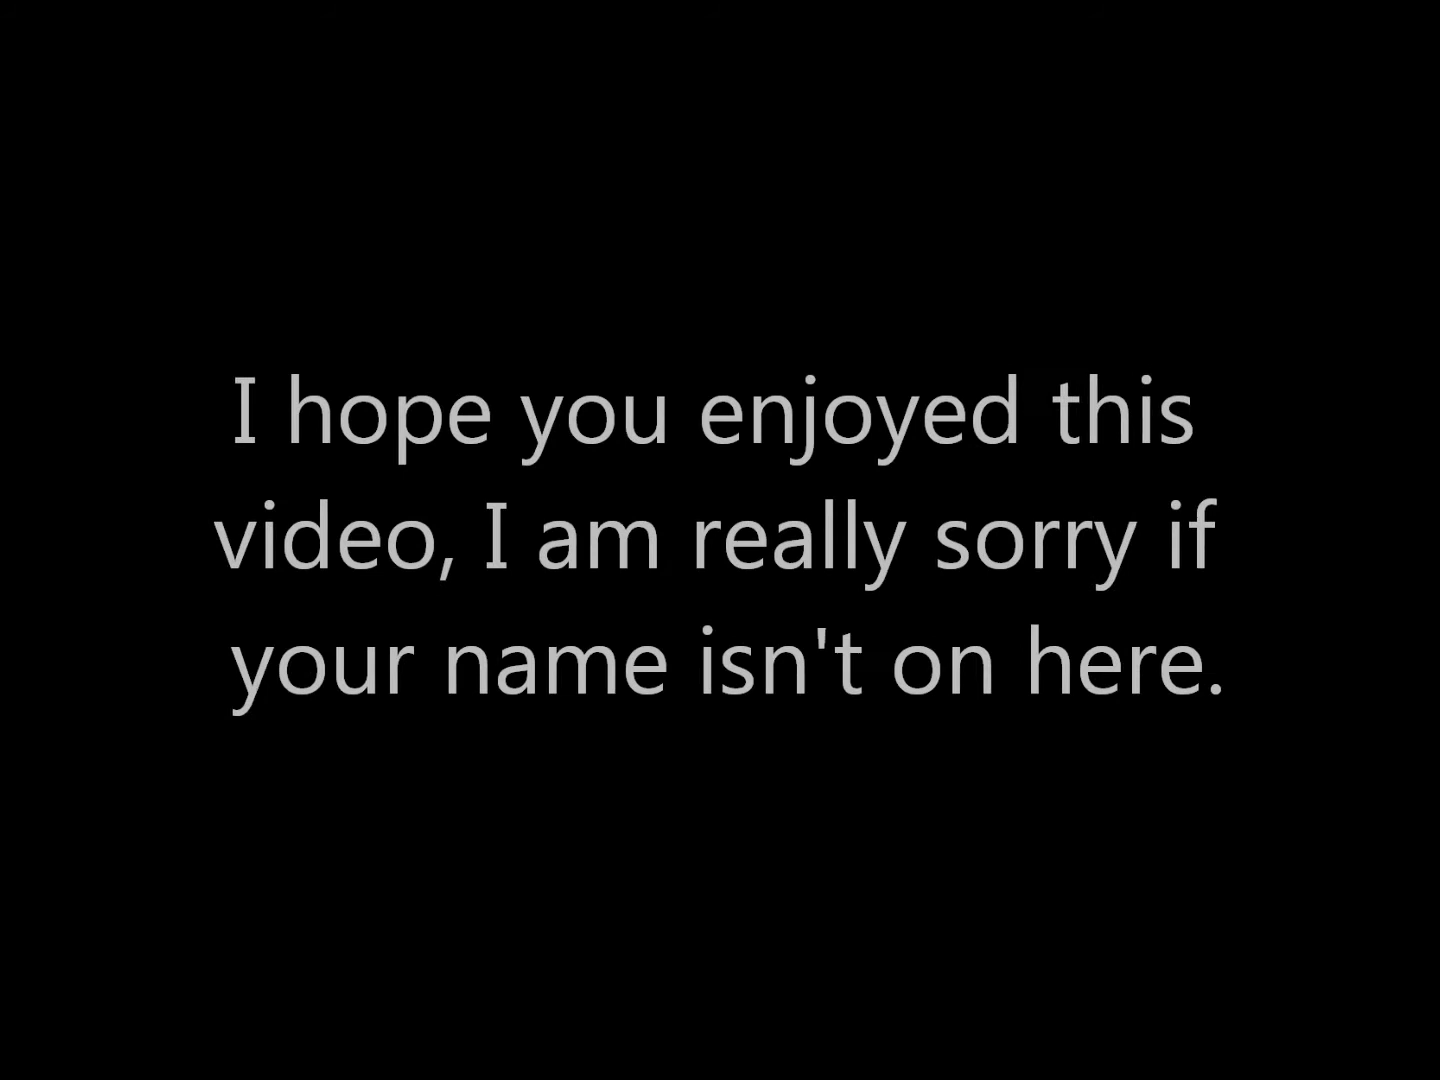 I hope you enjoyed this
video, I am really sorry if
your name isn't on here.